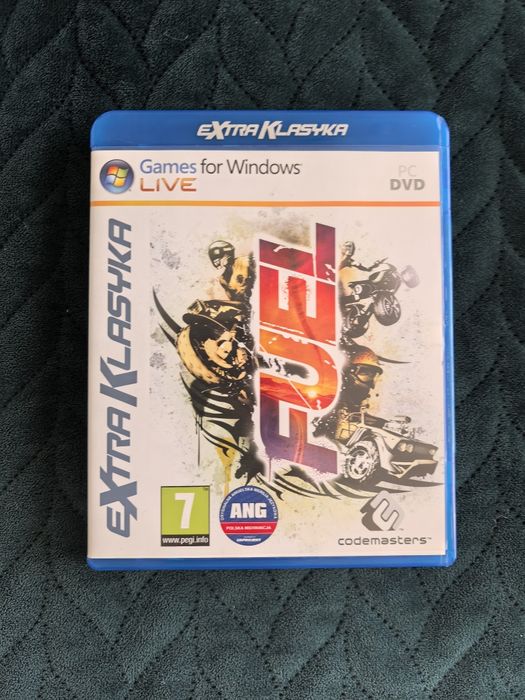 eXtra Klasyka
Games for Windows
LIVE
PC
DVD
eXtra Klasyka
FUEL
7
www.pegi.info
ANG
POLSKA INSTRUKCJA
codemasters